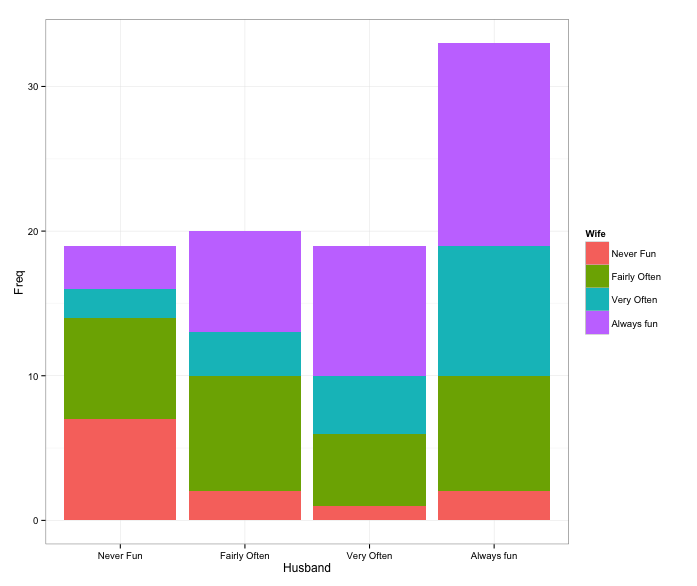 Freq
30
20
10
0
Never Fun
Fairly Often
Very Often
Always fun
Husband
Wife
Never Fun
Fairly Often
Very Often
Always fun